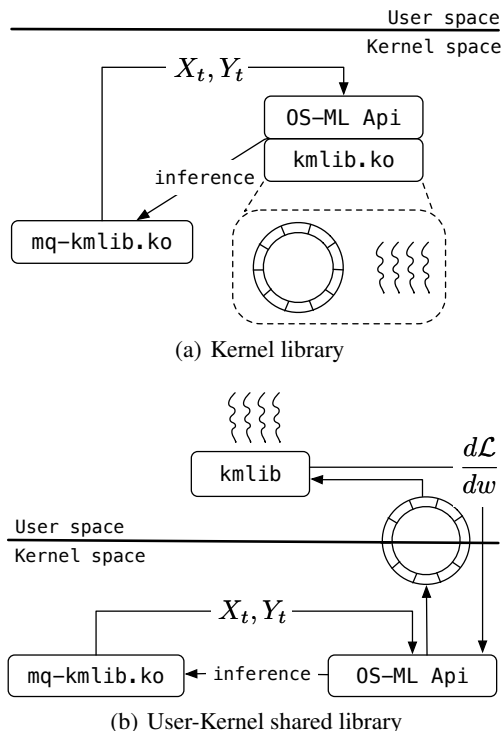 User space
Kernel space
X_t, Y_t
OS-ML Api
kmlib.ko
inference
mq-kmlib.ko
(a) Kernel library
kmlib
dℒ
dw
User space
Kernel space
X_t, Y_t
mq-kmlib.ko
inference
OS-ML Api
(b) User-Kernel shared library